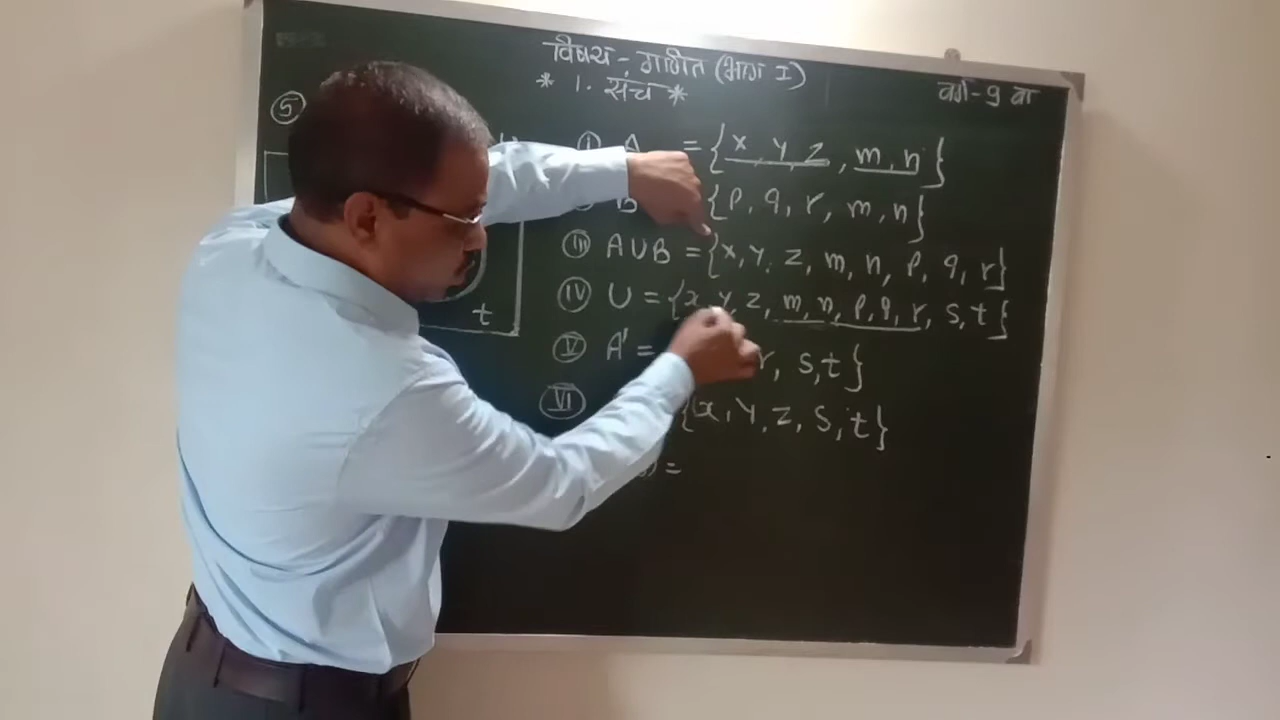 विषय :- गणित (भाग I)
* 1. संच *
वर्ग - 9 वा
5
i A = {x, y, z, m, n}
B {p, q, r, m, n}
iii A∪B = {x, y, z, m, n, p, q, r}
iv U = {x, y, z, m, n, p, q, r, s, t}
t
v A' = r, s, t}
vi {x, y, z, s, t}
) =